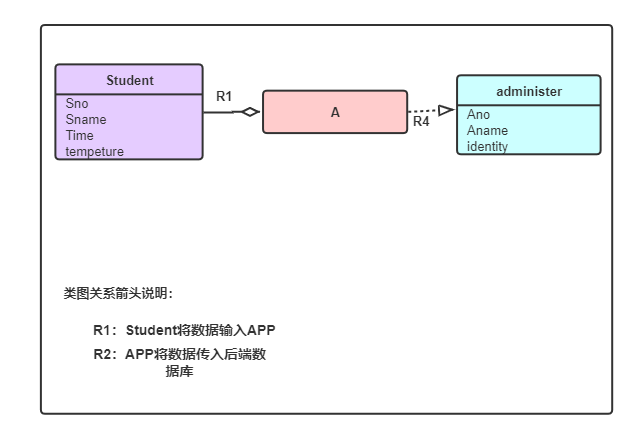 Student
Sno
Sname
Time
tempeture
R1
A
R4
administer
Ano
Aname
identity
类图关系箭头说明：
R1：Student将数据输入APP
R2：APP将数据传入后端数
据库